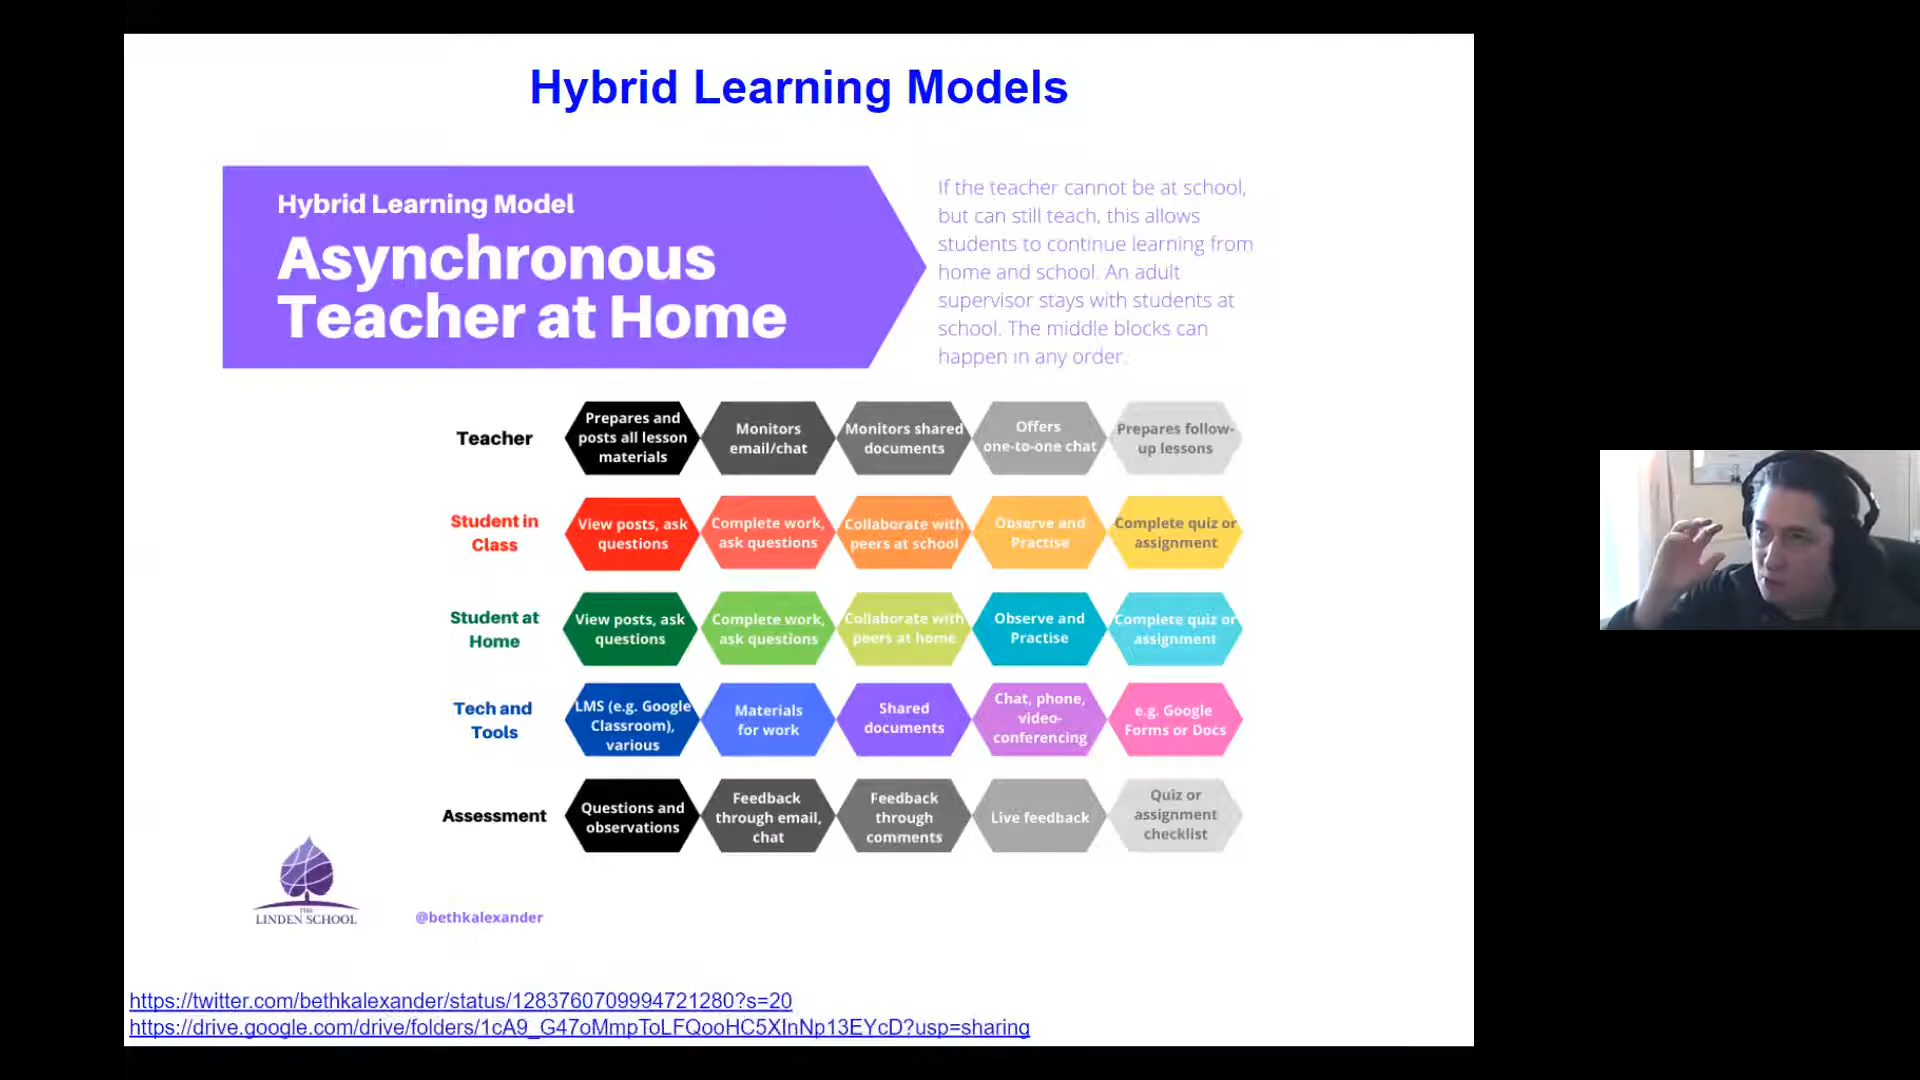 Hybrid Learning Models
Hybrid Learning Model
Asynchronous
Teacher at Home
If the teacher cannot be at school,
but can still teach, this allows
students to continue learning from
home and school. An adult
supervisor stays with students at
school. The middle blocks can
happen in any order.
Teacher
Prepares and
posts all lesson
materials
Monitors
email/chat
Monitors shared
documents
Offers
one-to-one chat
Prepares follow-
up lessons
Student in
Class
View posts, ask
questions
Complete work,
ask questions
Collaborate with
peers at school
Observe and
Practise
Complete quiz or
assignment
Student at
Home
View posts, ask
questions
Complete work,
ask questions
Collaborate with
peers at home
Observe and
Practise
Complete quiz or
assignment
Tech and
Tools
LMS (e.g. Google
Classroom),
various
Materials
for work
Shared
documents
Chat, phone,
video-
conferencing
e.g. Google
Forms or Docs
Assessment
Questions and
observations
Feedback
through email,
chat
Feedback
through
comments
Live feedback
Quiz or
assignment
checklist
THE
LINDEN SCHOOL
@bethkalexander
https://twitter.com/bethkalexander/status/1283760709994721280?s=20
https://drive.google.com/drive/folders/1cA9_G47oMmpToLFQooHC5XInNp13EYcD?usp=sharing